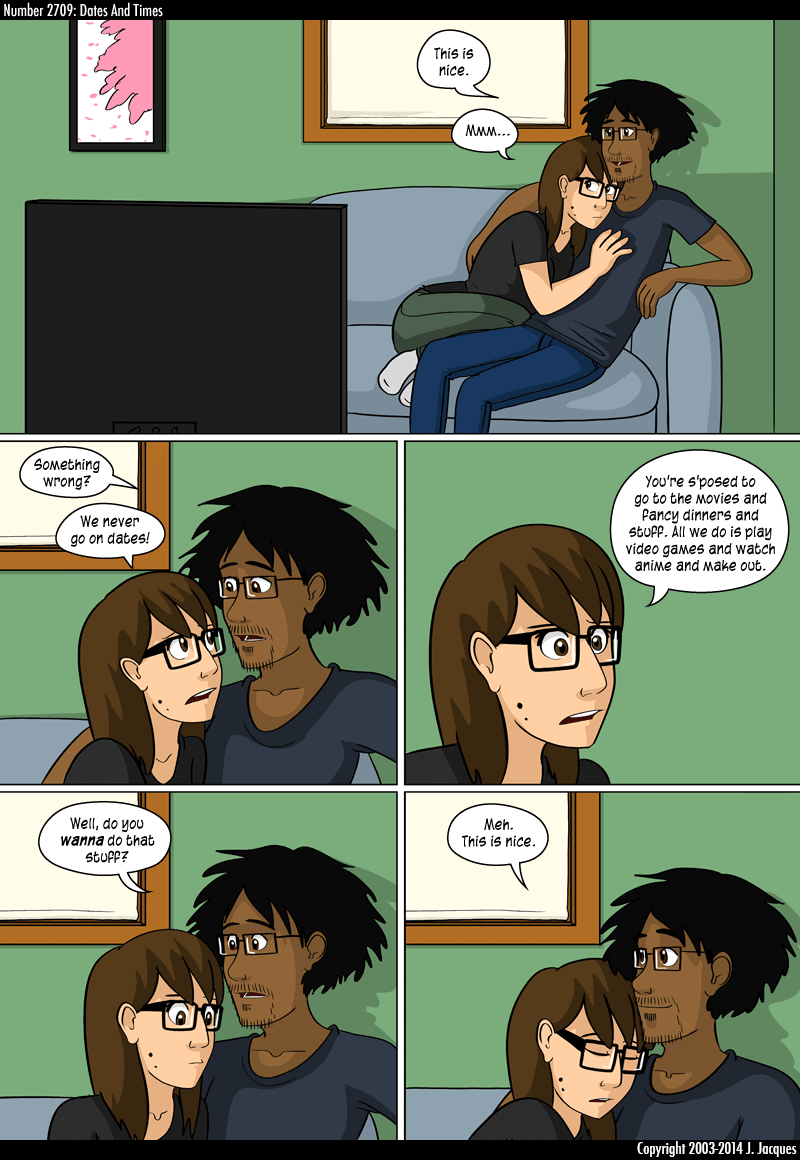 Number 2709: Dates And Times
This is
nice.
Mmm...
Something
wrong?
We never
go on dates!
You're s'posed to
go to the movies and
fancy dinners and
stuff. All we do is play
video games and watch
anime and make out.
Well, do you
wanna do that
stuff?
Meh.
This is nice.
Copyright 2003-2014 J. Jacques